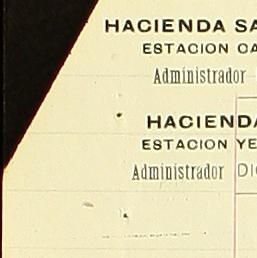 HACIENDA SA
ESTACION CA
Administrador
HACIENDA
ESTACION YE
Administrador DI